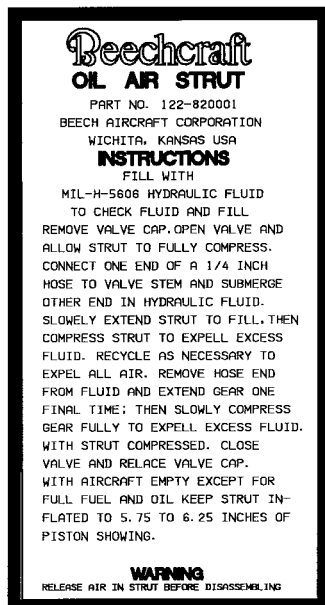 Beechcraft
OIL AIR STRUT
PART NO. 122-820001
BEECH AIRCRAFT CORPORATION
WICHITA, KANSAS USA
INSTRUCTIONS
FILL WITH
MIL-H-5606 HYDRAULIC FLUID
TO CHECK FLUID AND FILL
REMOVE VALVE CAP.OPEN VALVE AND
ALLOW STRUT TO FULLY COMPRESS.
CONNECT ONE END OF A 1/4 INCH
HOSE TO VALVE STEM AND SUBMERGE
OTHER END IN HYDRAULIC FLUID.
SLOWELY EXTEND STRUT TO FILL.THEN
COMPRESS STRUT TO EXPELL EXCESS
FLUID. RECYCLE AS NECESSARY TO
EXPEL ALL AIR. REMOVE HOSE END
FROM FLUID AND EXTEND GEAR ONE
FINAL TIME; THEN SLOWLY COMPRESS
GEAR FULLY TO EXPELL EXCESS FLUID.
WITH STRUT COMPRESSED. CLOSE
VALVE AND RELACE VALVE CAP.
WITH AIRCRAFT EMPTY EXCEPT FOR
FULL FUEL AND OIL KEEP STRUT IN-
FLATED TO 5.75 TO 6.25 INCHES OF
PISTON SHOWING.
WARNING
RELEASE AIR IN STRUT BEFORE DISASSEMBLING